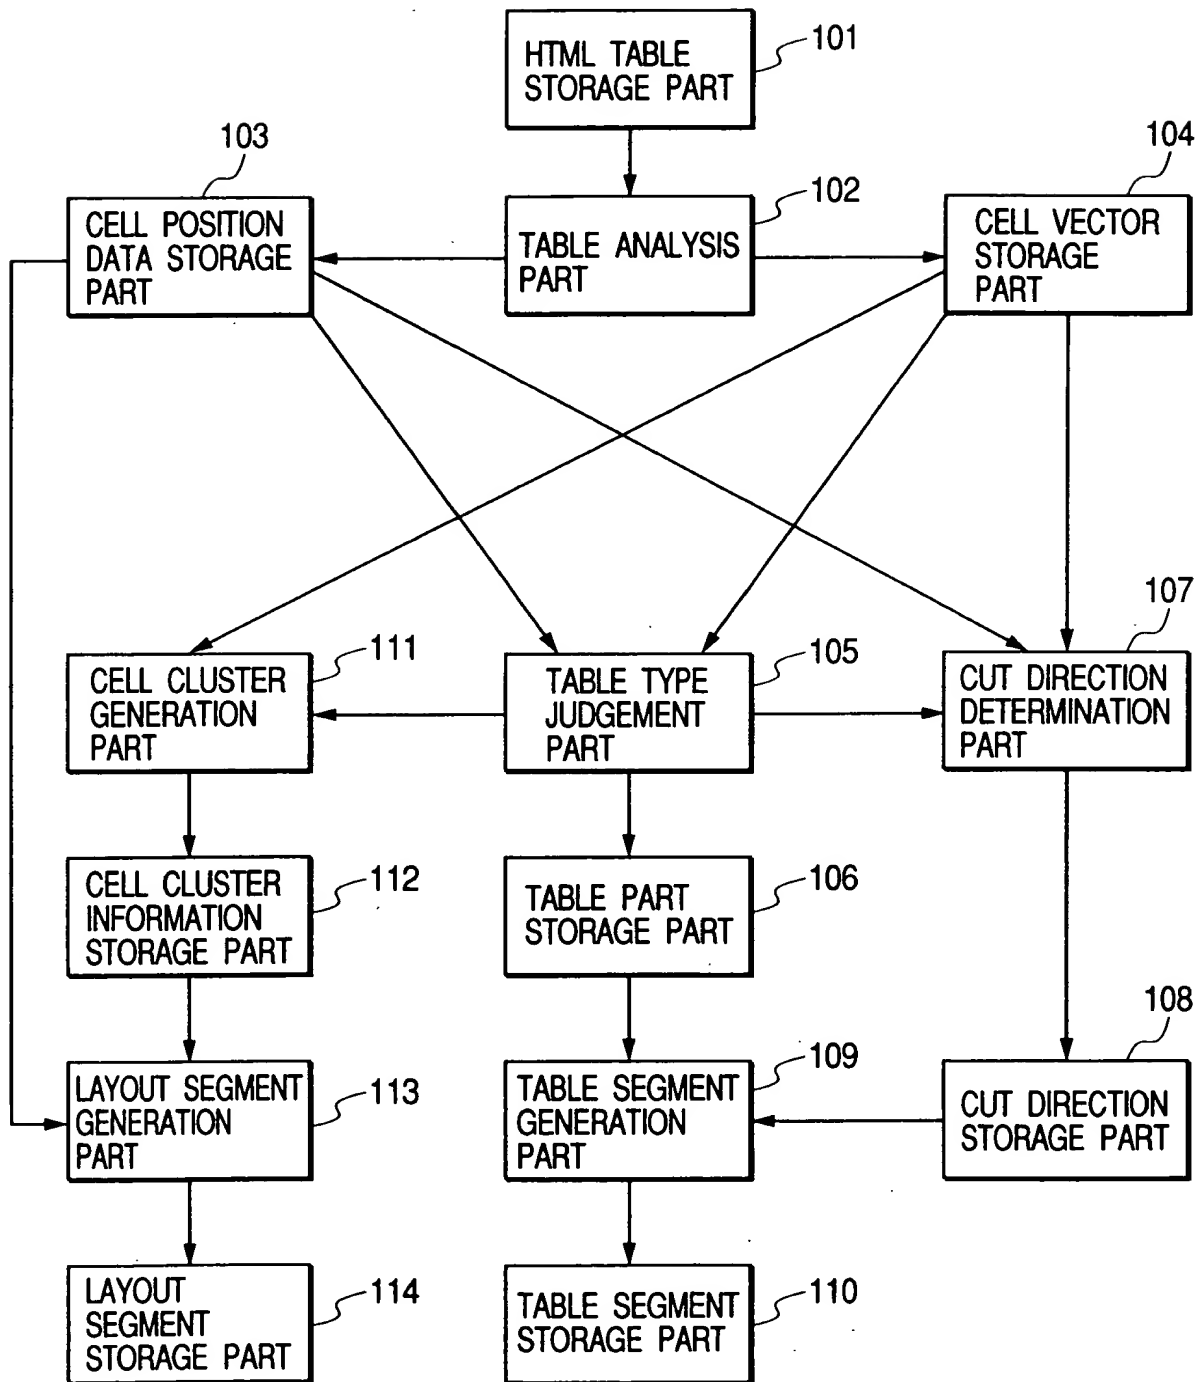 HTML TABLE
STORAGE PART
101
103
104
102
CELL POSITION
DATA STORAGE
PART
TABLE ANALYSIS
PART
CELL VECTOR
STORAGE
PART
107
111
105
CELL CLUSTER
GENERATION
PART
TABLE TYPE
JUDGEMENT
PART
CUT DIRECTION
DETERMINATION
PART
112
106
CELL CLUSTER
INFORMATION
STORAGE PART
TABLE PART
STORAGE PART
108
113
109
LAYOUT SEGMENT
GENERATION
PART
TABLE SEGMENT
GENERATION
PART
CUT DIRECTION
STORAGE PART
114
110
LAYOUT
SEGMENT
STORAGE PART
TABLE SEGMENT
STORAGE PART